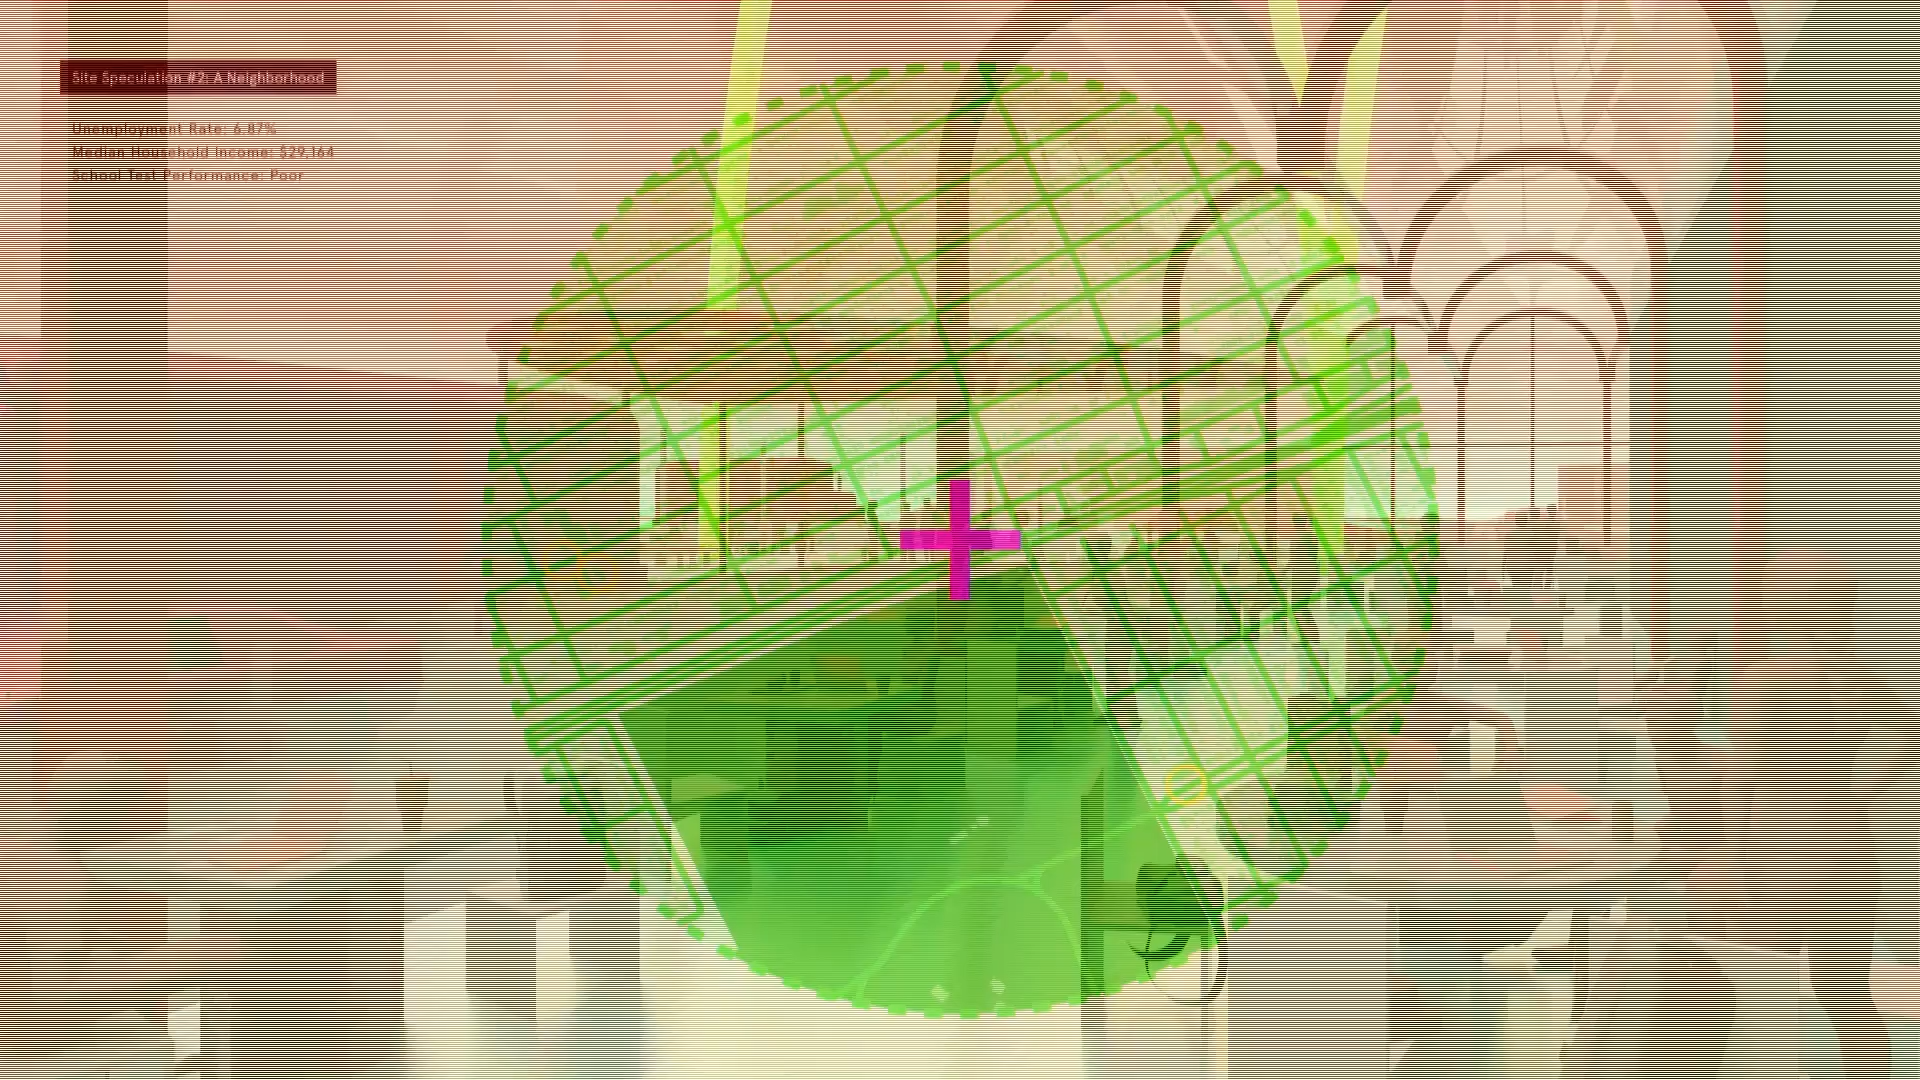 Site Speculation #2: A Neighborhood
Unemployment Rate: 6.87%
Median Household Income: $29,164
School Test Performance: Poor